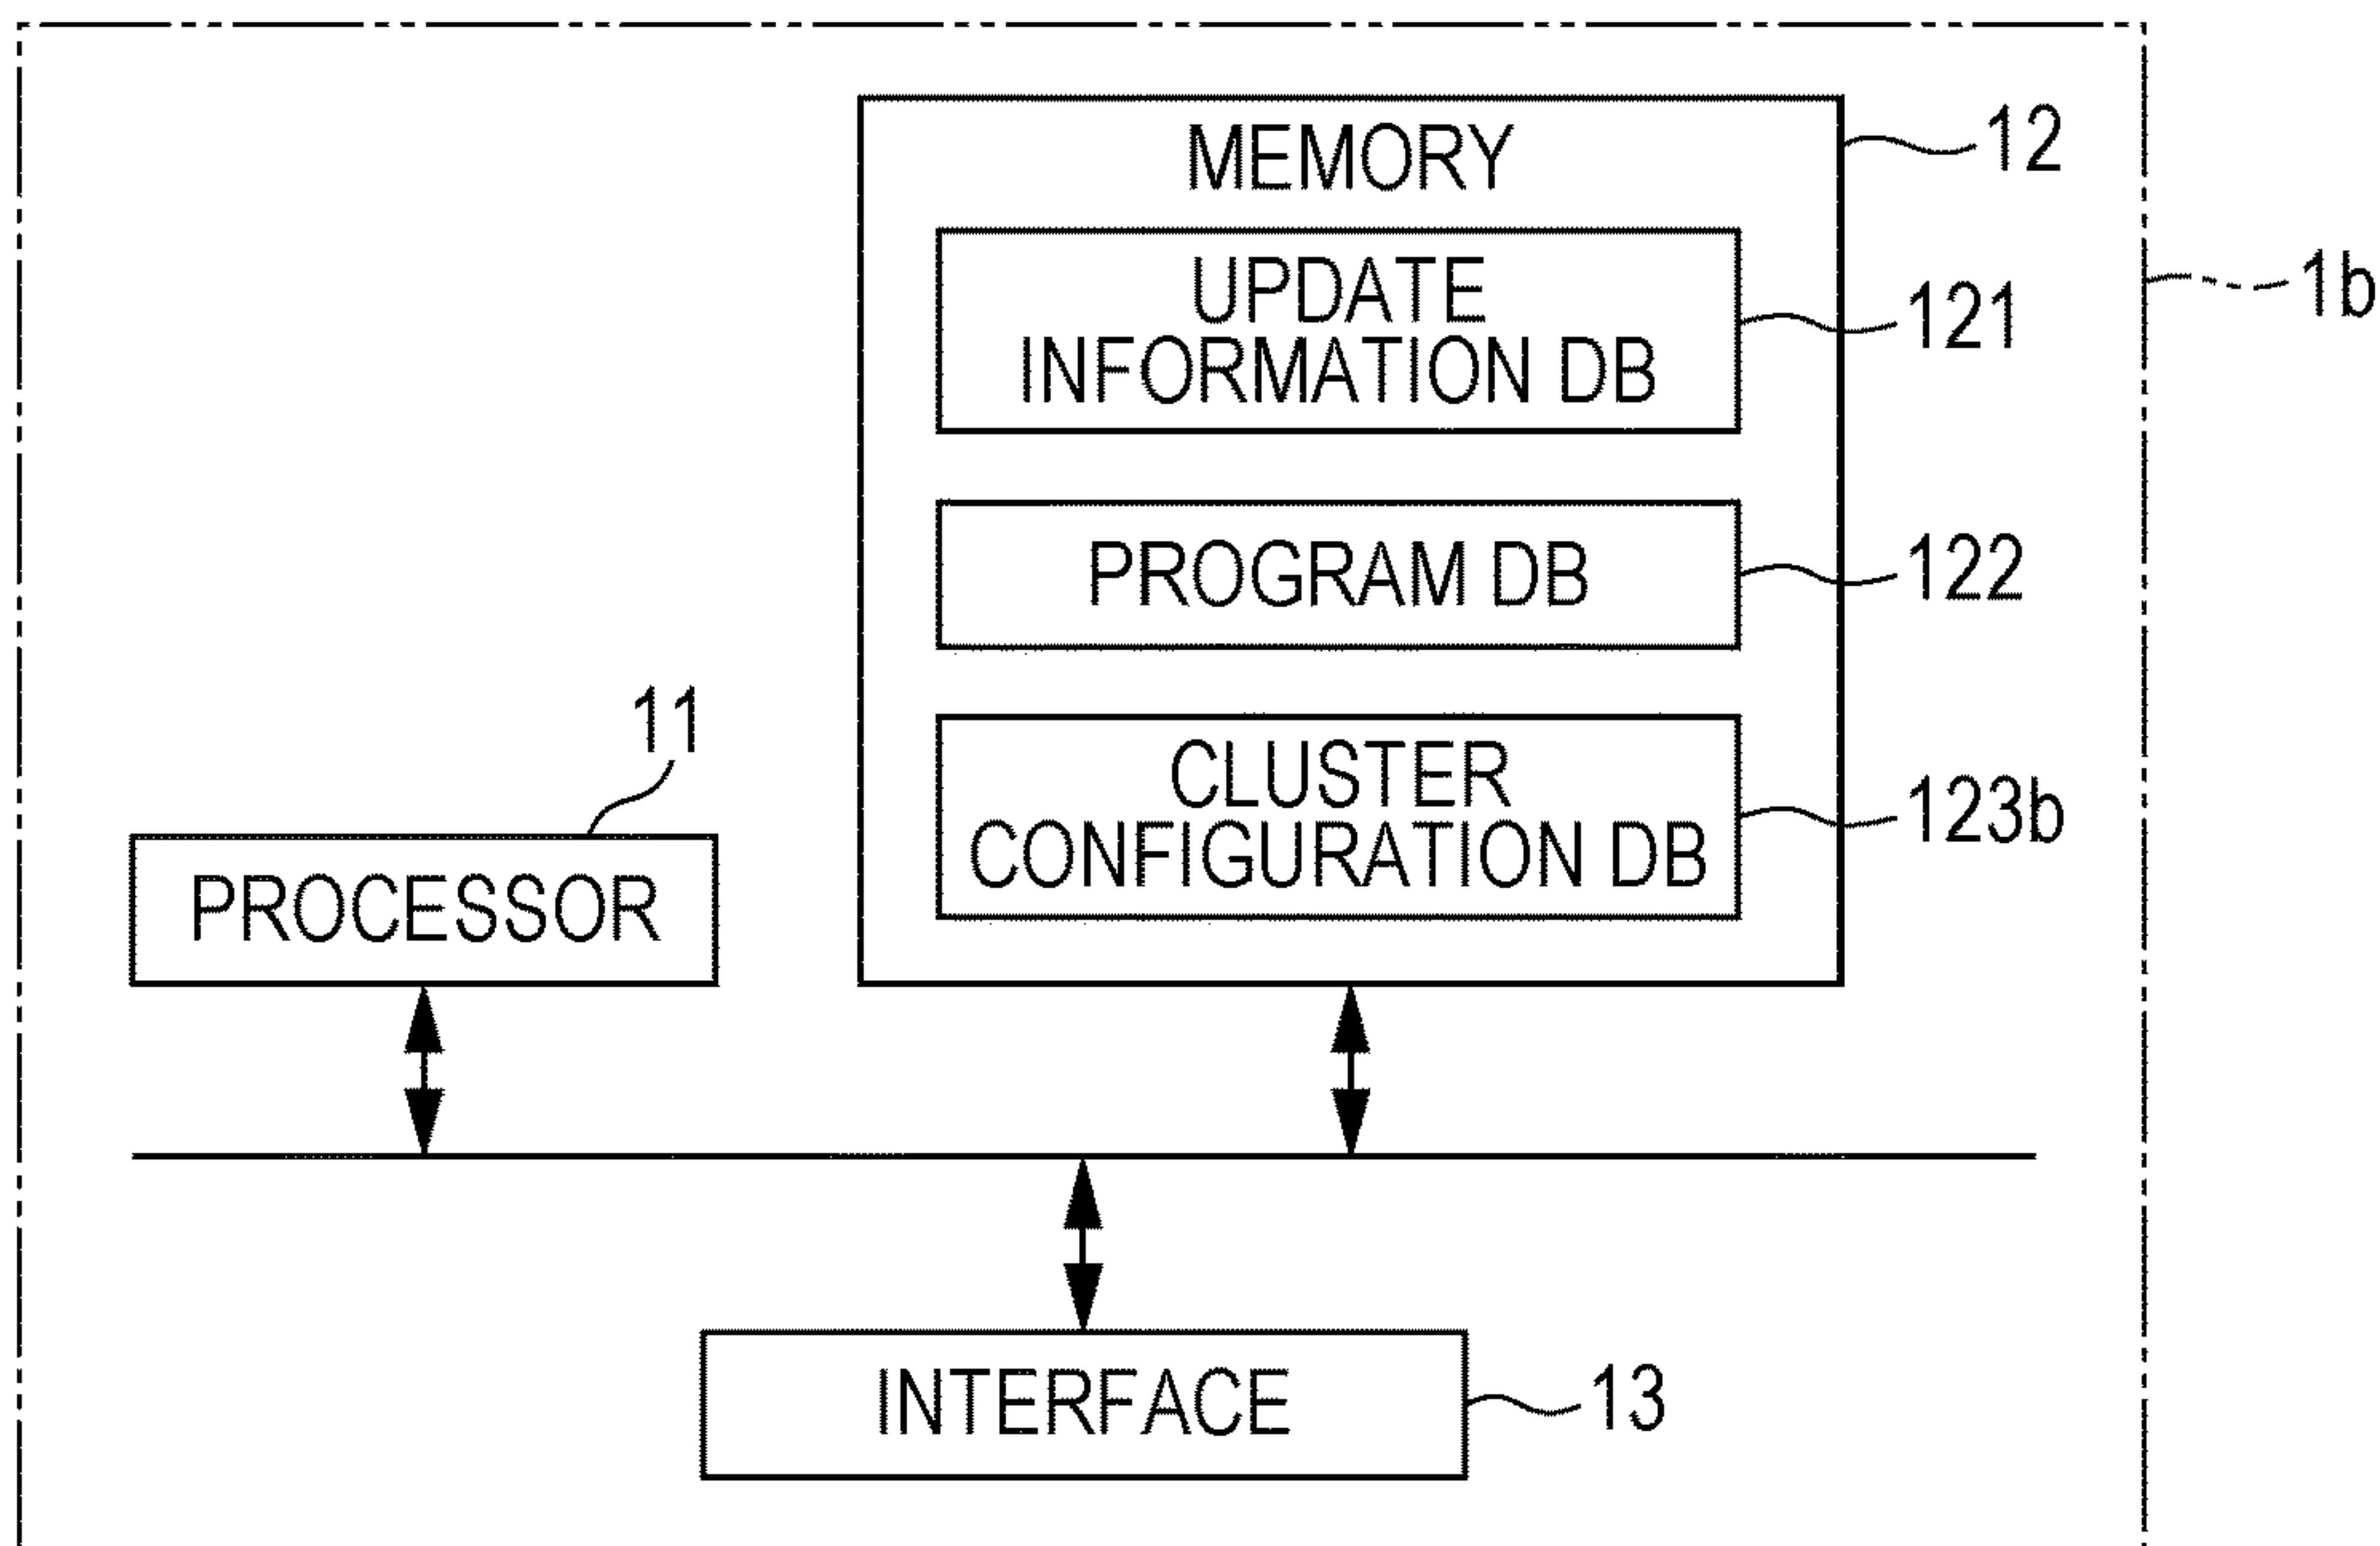 MEMORY
12
UPDATE
INFORMATION DB
121
1b
PROGRAM DB
122
CLUSTER
CONFIGURATION DB
123b
11
PROCESSOR
INTERFACE
13